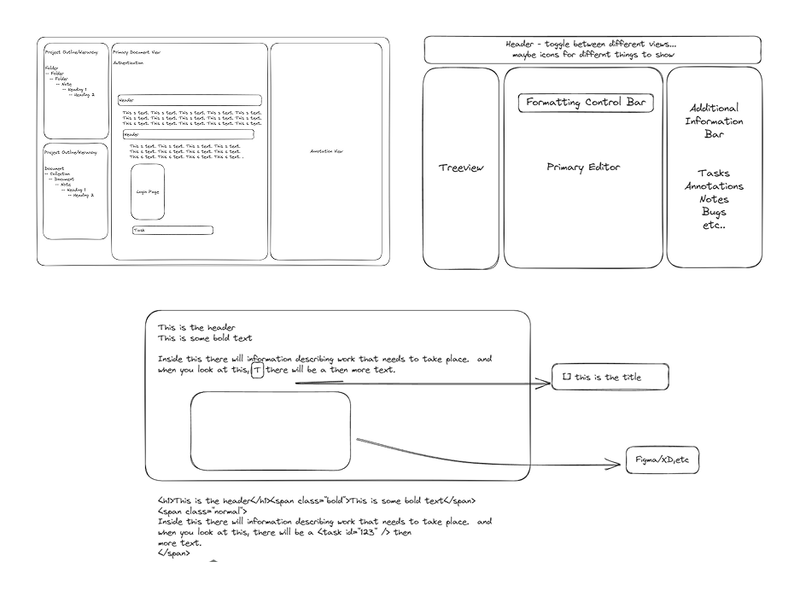 Project Outline/Hierarchy
Folder
- Folder
- Folder
- Note
- Heading 1
- Heading 2
Project Outline/Hierarchy
Document
- Collection
- Document
- Note
- Heading 1
- Heading 2
Primary Document View
Authentication
Header
This is text. This is text. This is text. This is text. This is text.
This is text. This is text. This is text. This is text. This is text.
This is text. This is text. This is text. This is text. This is text.
Header
This is text. This is text. This is text. This is text.
This is text. This is text. This is text. This is text.
This is text. This is text. This is text. This is text. ..
Login Page
Task
Annotation View
Header - toggle between different views...
maybe icons for differnt things to show
Treeview
Formatting Control Bar
Primary Editor
Additional
Information
Bar
Tasks
Annotations
Notes
Bugs
etc..
This is the header
This is some bold text
Inside this there will information describing work that needs to take place. and
when you look at this, T there will be a then more text.
[] this is the title
Figma/XD,etc
<h1>This is the header</h1><span class="bold">This is some bold text</span>
<span class="normal">
Inside this there will information describing work that needs to take place. and
when you look at this, there will be a <task id="123" /> then
more text.
</span>